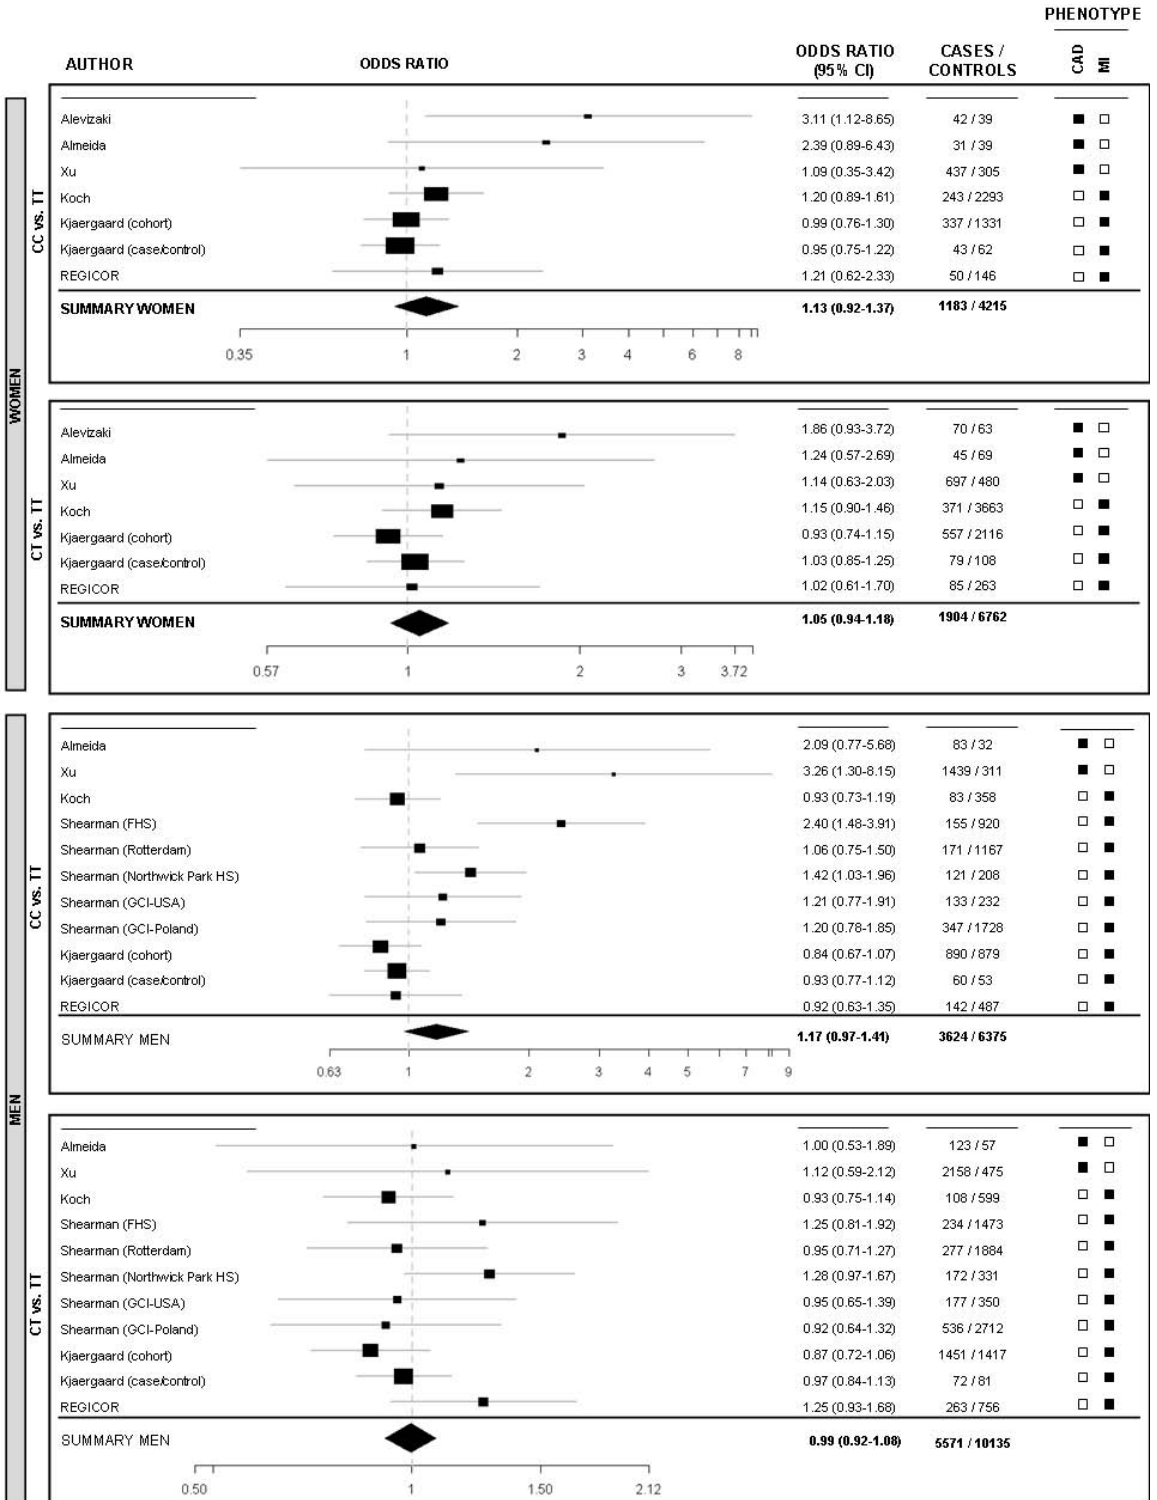 PHENOTYPE
AUTHOR ODDS RATIO ODDS RATIO (95% CI) CASES / CONTROLS CAD MI
WOMEN
CC vs. TT
Alevizaki 3.11 (1.12-8.65) 42 / 39
Almeida 2.39 (0.89-6.43) 31 / 39
Xu 1.09 (0.35-3.42) 437 / 305
Koch 1.20 (0.89-1.61) 243 / 2293
Kjaergaard (cohort) 0.99 (0.76-1.30) 337 / 1331
Kjaergaard (case/control) 0.95 (0.75-1.22) 43 / 62
REGICOR 1.21 (0.62-2.33) 50 / 146
SUMMARY WOMEN 1.13 (0.92-1.37) 1183 / 4215
0.35 1 2 3 4 6 8
CT vs. TT
Alevizaki 1.86 (0.93-3.72) 70 / 63
Almeida 1.24 (0.57-2.69) 45 / 69
Xu 1.14 (0.63-2.03) 697 / 480
Koch 1.15 (0.90-1.46) 371 / 3663
Kjaergaard (cohort) 0.93 (0.74-1.15) 557 / 2116
Kjaergaard (case/control) 1.03 (0.85-1.25) 79 / 108
REGICOR 1.02 (0.61-1.70) 85 / 263
SUMMARY WOMEN 1.05 (0.94-1.18) 1904 / 6762
0.57 1 2 3 3.72
MEN
CC vs. TT
Almeida 2.09 (0.77-5.68) 83 / 32
Xu 3.26 (1.30-8.15) 1439 / 311
Koch 0.93 (0.73-1.19) 83 / 358
Shearman (FHS) 2.40 (1.48-3.91) 155 / 920
Shearman (Rotterdam) 1.06 (0.75-1.50) 171 / 1167
Shearman (Northwick Park HS) 1.42 (1.03-1.96) 121 / 208
Shearman (GCI-USA) 1.21 (0.77-1.91) 133 / 232
Shearman (GCI-Poland) 1.20 (0.78-1.85) 347 / 1728
Kjaergaard (cohort) 0.84 (0.67-1.07) 890 / 879
Kjaergaard (case/control) 0.93 (0.77-1.12) 60 / 53
REGICOR 0.92 (0.63-1.35) 142 / 487
SUMMARY MEN 1.17 (0.97-1.41) 3624 / 6375
0.63 1 2 3 4 5 7 9
CT vs. TT
Almeida 1.00 (0.53-1.89) 123 / 57
Xu 1.12 (0.59-2.12) 2158 / 475
Koch 0.93 (0.75-1.14) 108 / 599
Shearman (FHS) 1.25 (0.81-1.92) 234 / 1473
Shearman (Rotterdam) 0.95 (0.71-1.27) 277 / 1884
Shearman (Northwick Park HS) 1.28 (0.97-1.67) 172 / 331
Shearman (GCI-USA) 0.95 (0.65-1.39) 177 / 350
Shearman (GCI-Poland) 0.92 (0.64-1.32) 536 / 2712
Kjaergaard (cohort) 0.87 (0.72-1.06) 1451 / 1417
Kjaergaard (case/control) 0.97 (0.84-1.13) 72 / 81
REGICOR 1.25 (0.93-1.68) 263 / 756
SUMMARY MEN 0.99 (0.92-1.08) 5571 / 10135
0.50 1 1.50 2.12